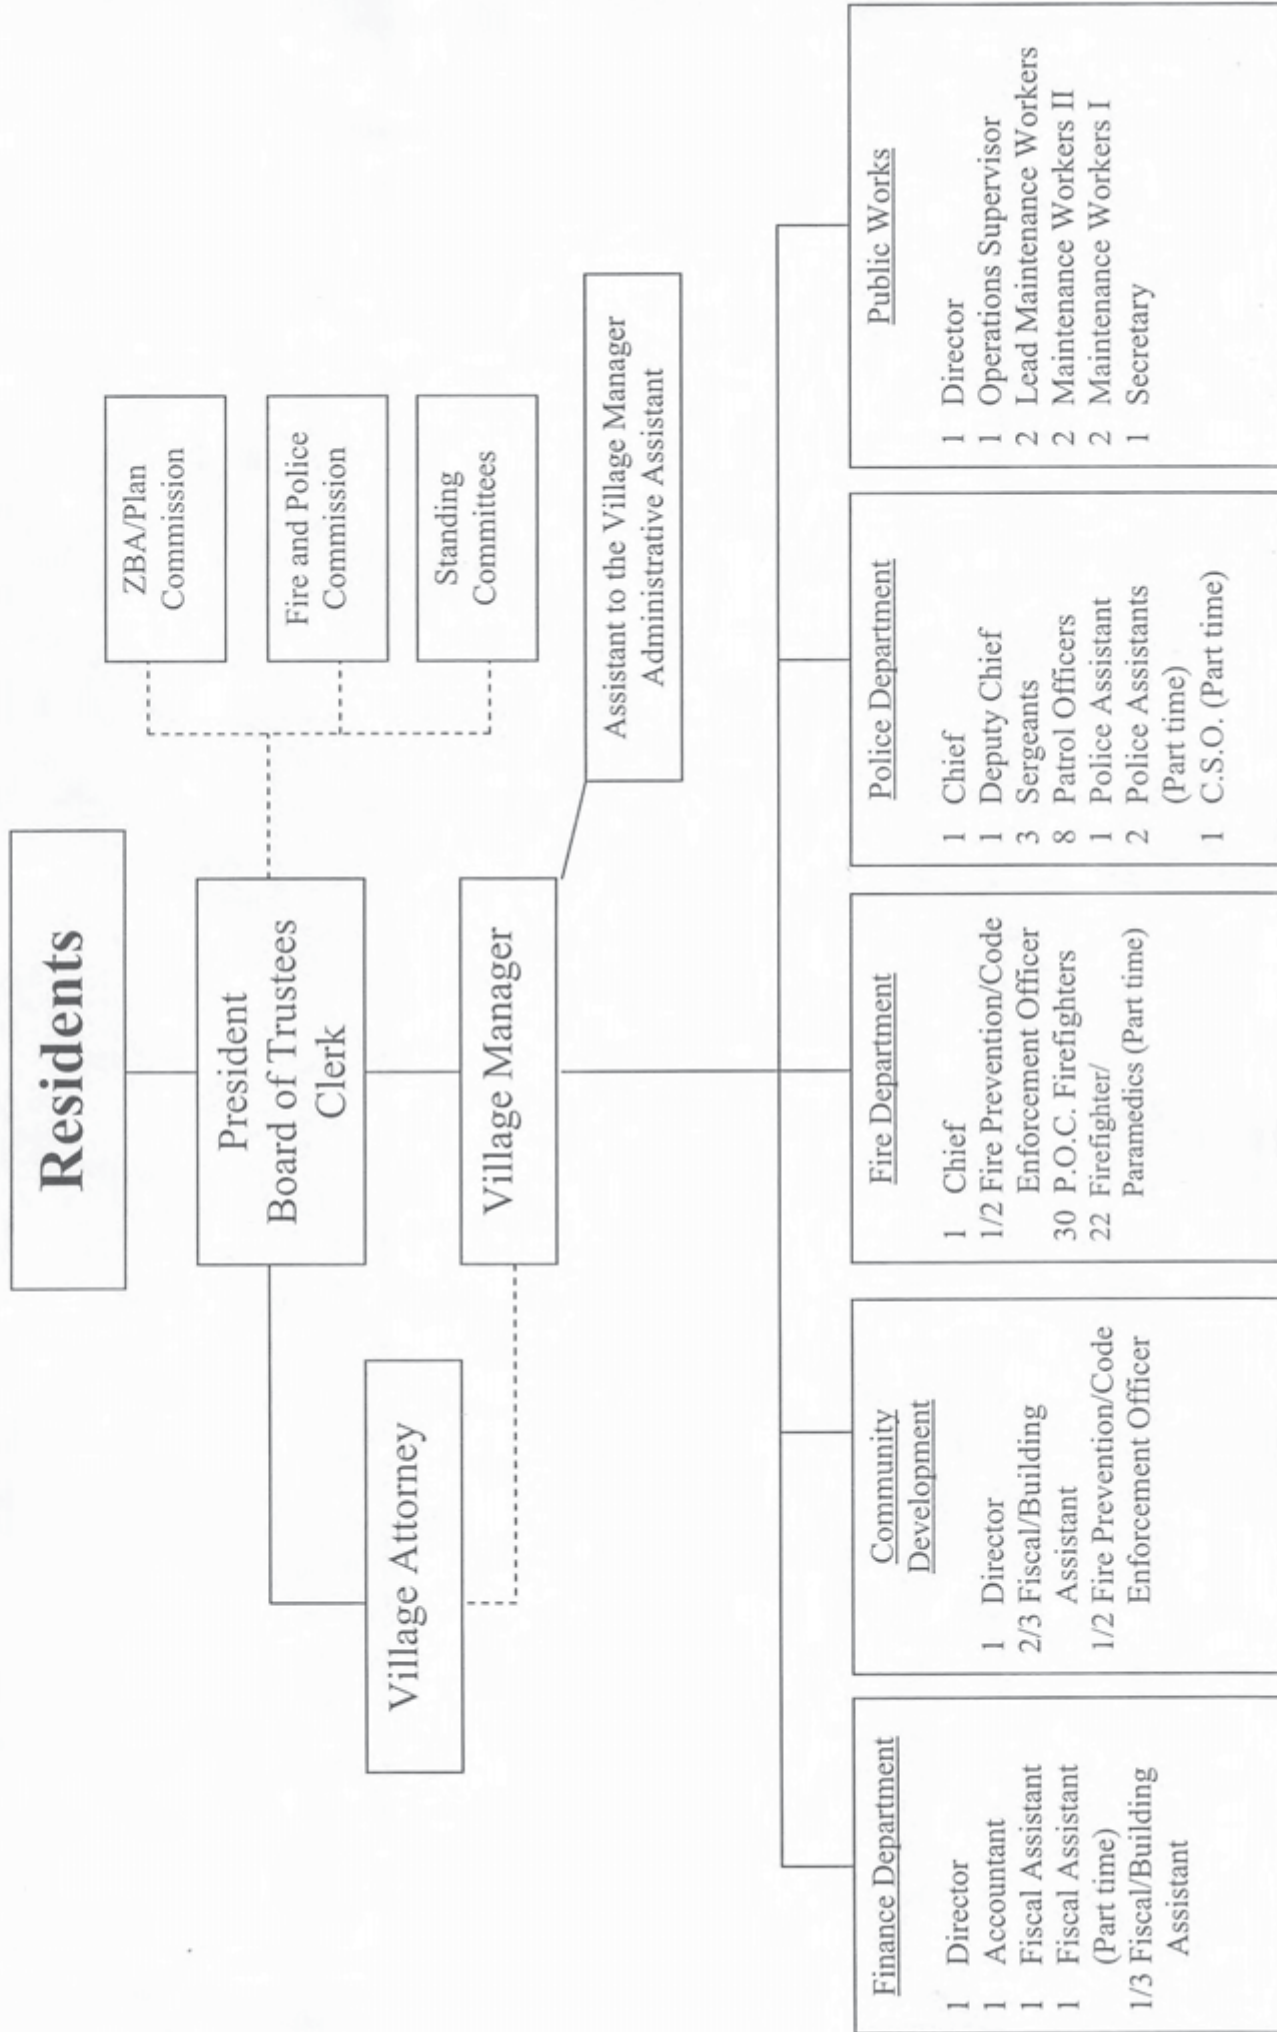 Residents
President
Board of Trustees
Clerk
ZBA/Plan
Commission
Fire and Police
Commission
Standing
Committees
Village Attorney
Village Manager
Assistant to the Village Manager
Administrative Assistant
Finance Department
1 Director
1 Accountant
1 Fiscal Assistant
1 Fiscal Assistant
(Part time)
1/3 Fiscal/Building
Assistant
Community
Development
1 Director
2/3 Fiscal/Building
Assistant
1/2 Fire Prevention/Code
Enforcement Officer
Fire Department
1 Chief
1/2 Fire Prevention/Code
Enforcement Officer
30 P.O.C. Firefighters
22 Firefighter/
Paramedics (Part time)
Police Department
1 Chief
1 Deputy Chief
3 Sergeants
8 Patrol Officers
1 Police Assistant
2 Police Assistants
(Part time)
1 C.S.O. (Part time)
Public Works
1 Director
1 Operations Supervisor
2 Lead Maintenance Workers
2 Maintenance Workers II
2 Maintenance Workers I
1 Secretary